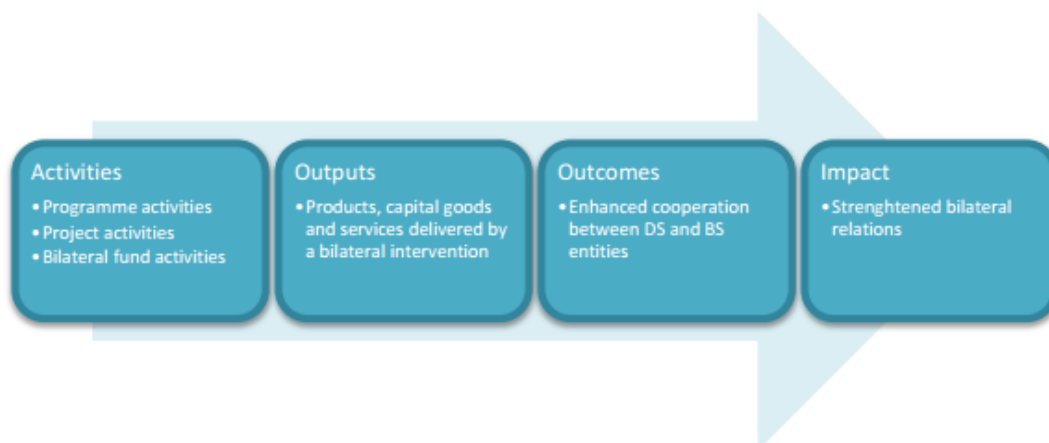 Activities
• Programme activities
• Project activities
• Bilateral fund activities
Outputs
• Products, capital goods
and services delivered by
a bilateral intervention
Outcomes
• Enhanced cooperation
between DS and BS
entities
Impact
• Strenghtened bilateral
relations